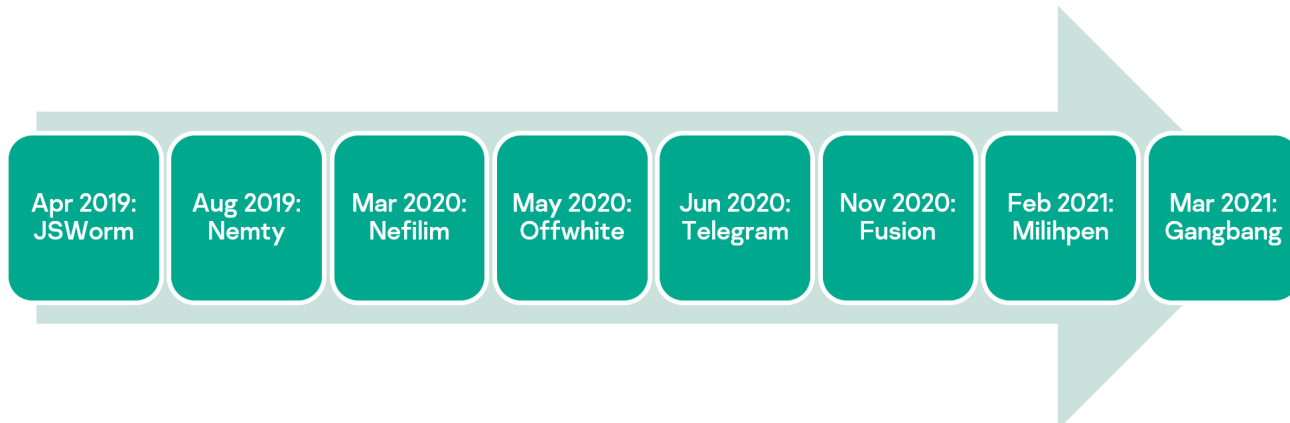 Apr 2019:
JSWorm
Aug 2019:
Nemty
Mar 2020:
Nefilim
May 2020:
Offwhite
Jun 2020:
Telegram
Nov 2020:
Fusion
Feb 2021:
Milihpen
Mar 2021:
Gangbang